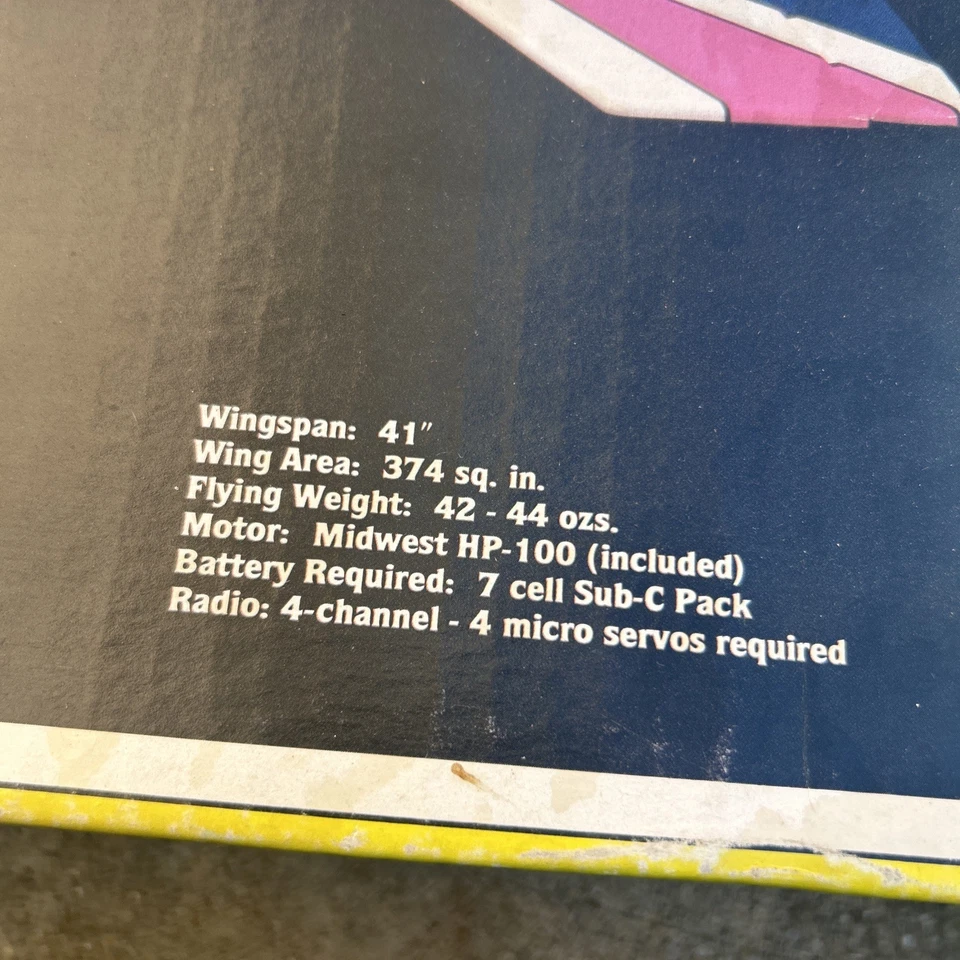 Wingspan: 41"
Wing Area: 374 sq. in.
Flying Weight: 42 - 44 ozs.
Motor: Midwest HP-100 (included)
Battery Required: 7 cell Sub-C Pack
Radio: 4-channel - 4 micro servos required